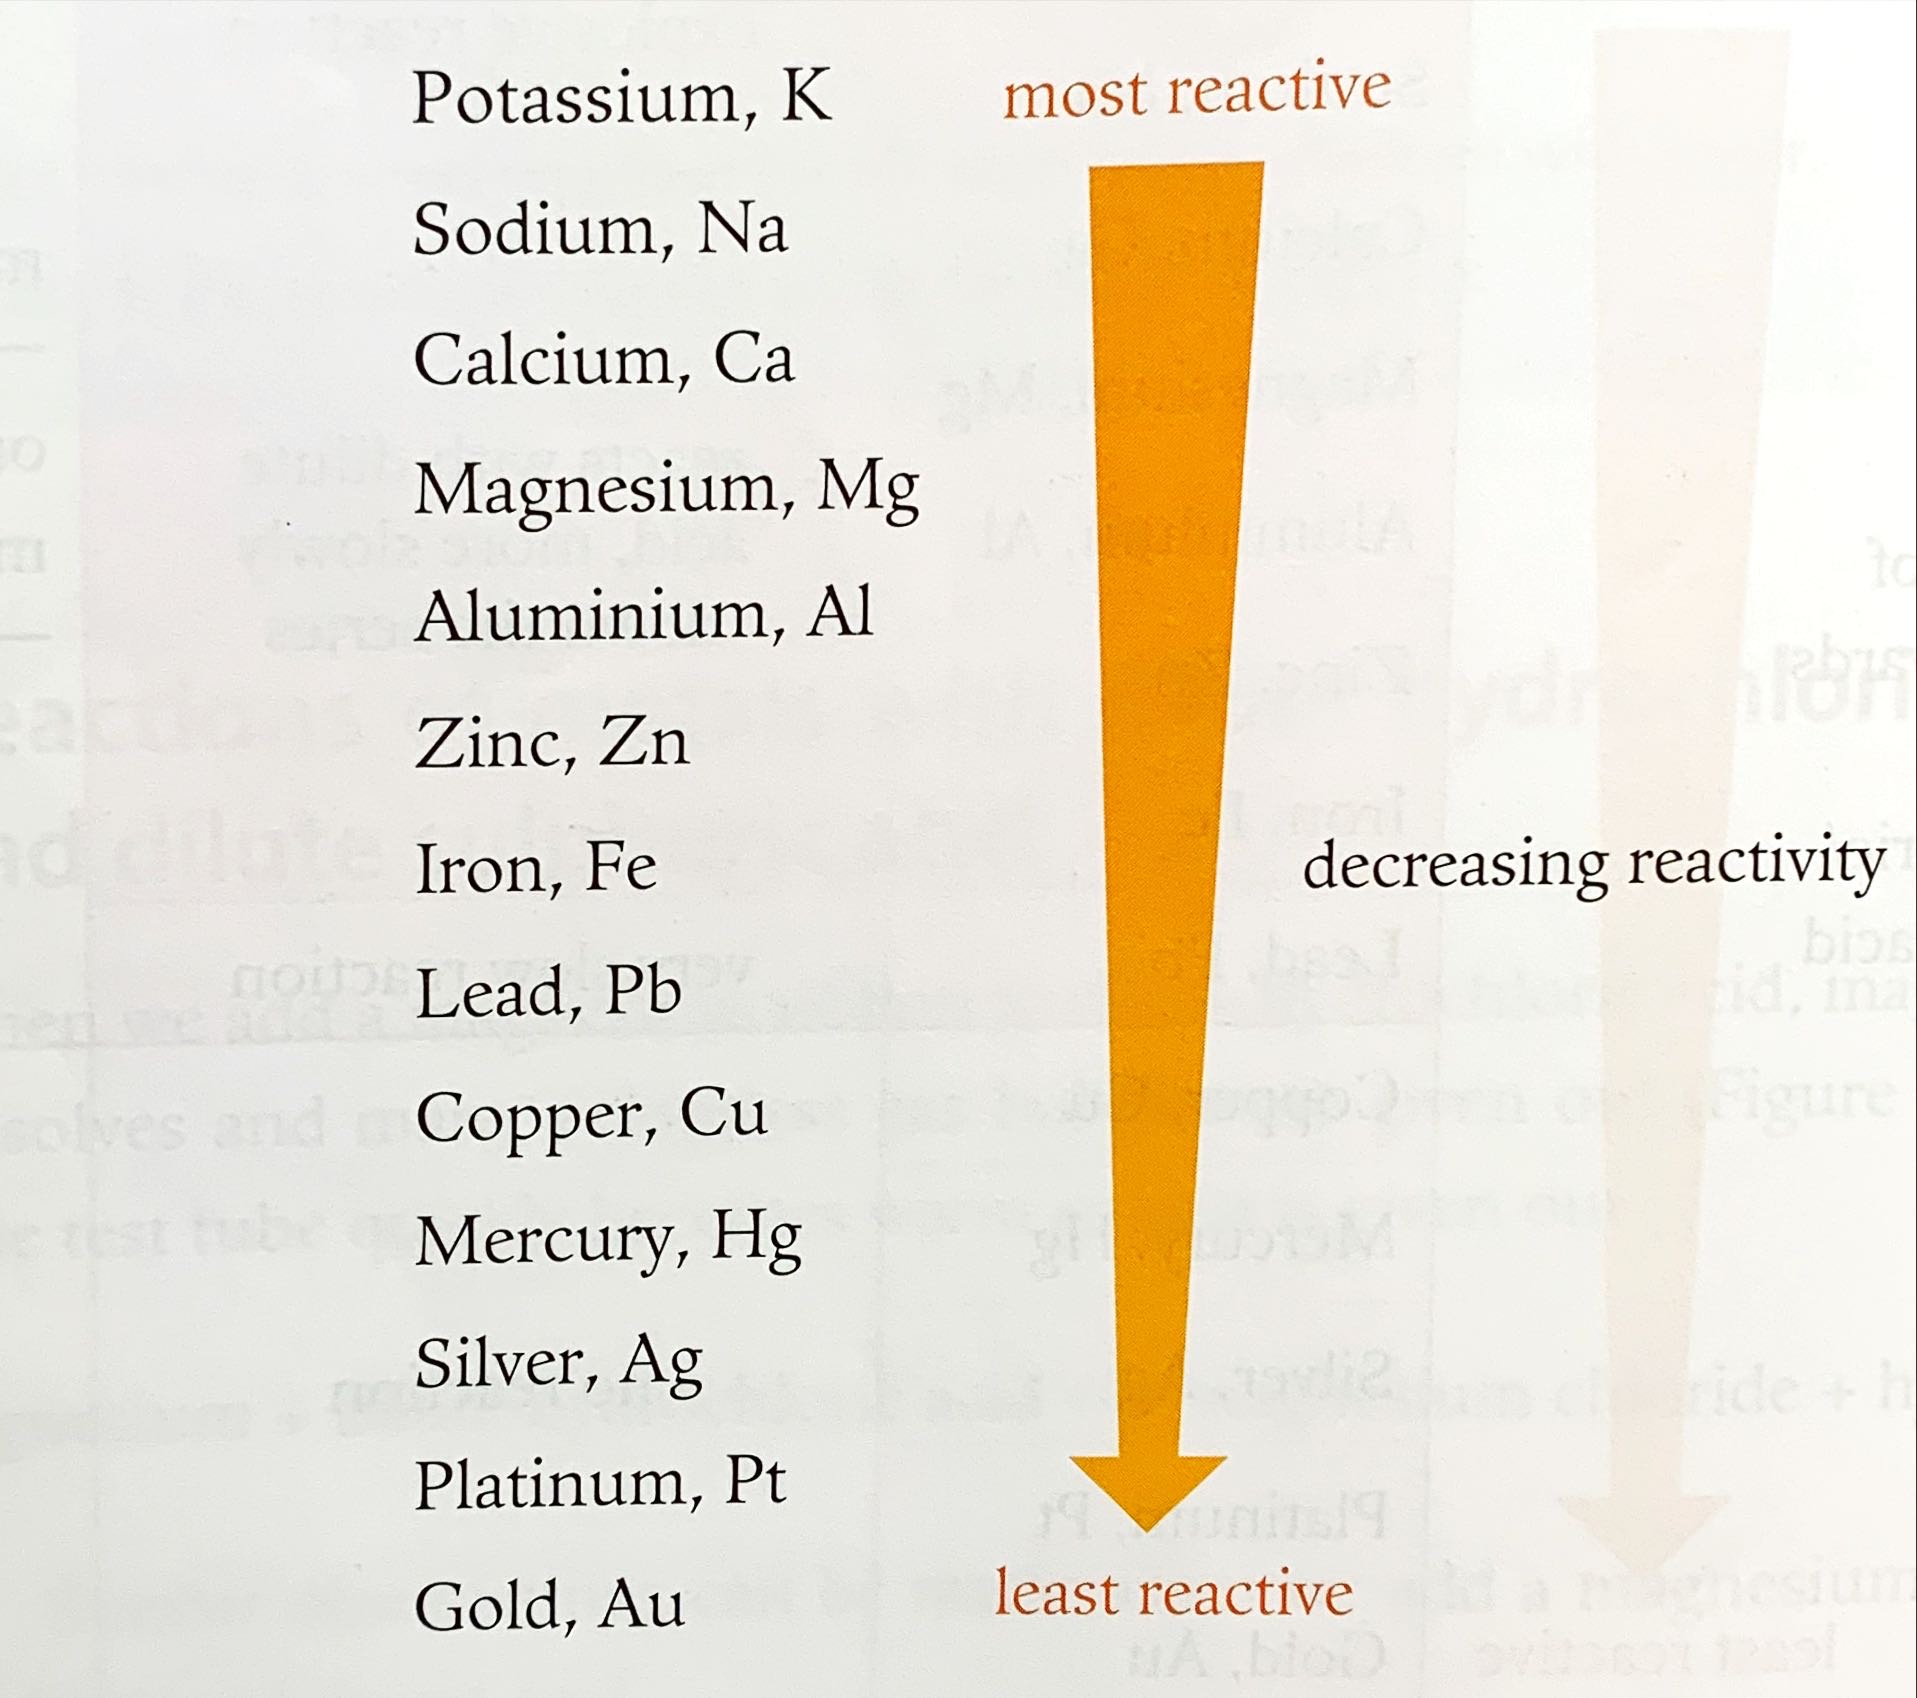 Potassium, K most reactive
Sodium, Na
Calcium, Ca
Magnesium, Mg
Aluminium, Al
Zinc, Zn
Iron, Fe decreasing reactivity
Lead, Pb
Copper, Cu
Mercury, Hg
Silver, Ag
Platinum, Pt
Gold, Au least reactive